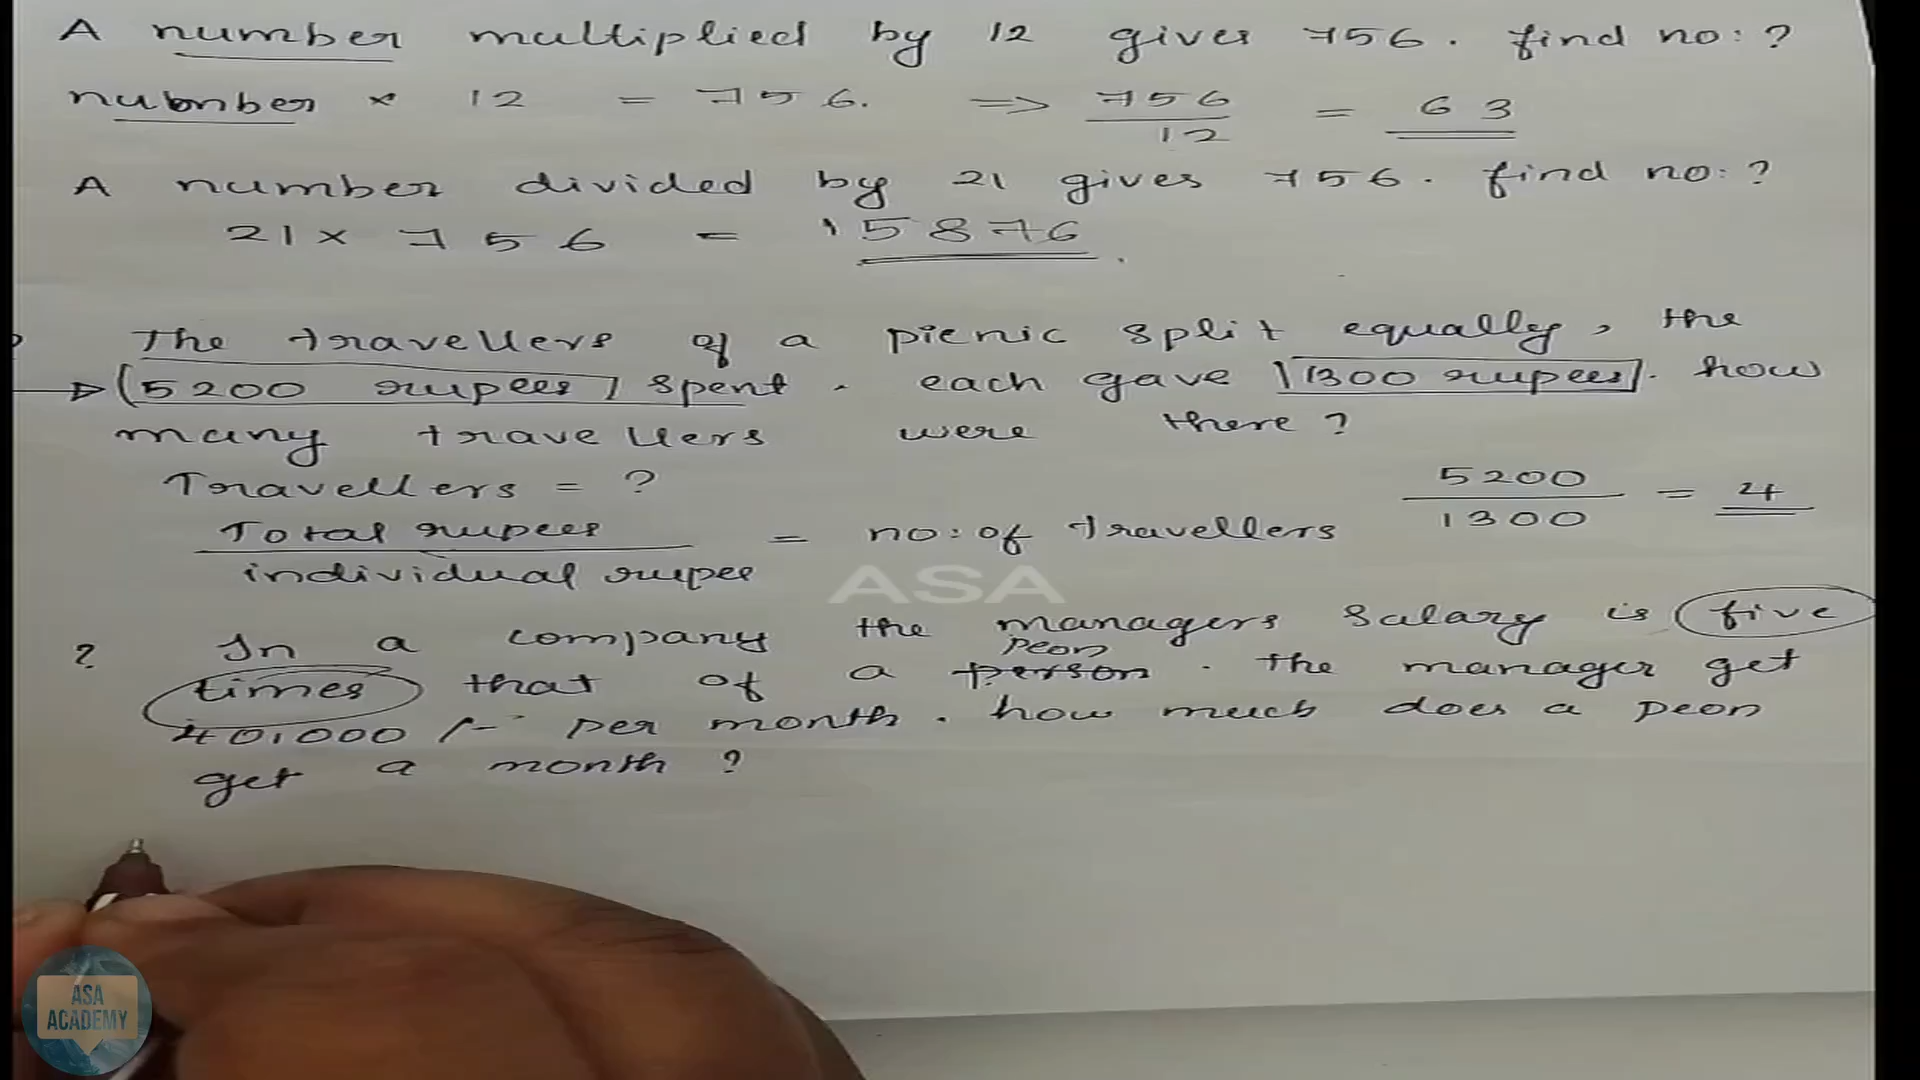 A number multiplied by 12 gives 756. find no:?
number × 12 = 756. => 756/12 = 63
A number divided by 21 gives 756. find no:?
21 × 756 = 15876
The travellers of a picnic split equally, the
(5200 rupees) spent. each gave 1300 rupees. how
many travellers were there?
Travellers = ?
5200/1300 = 4
Total rupees/individual rupee = no: of travellers
ASA
? In a company the managers salary is five
times that of a person peon. The manager get
40,000/- per month. how much does a peon
get a month?
ASA
ACADEMY